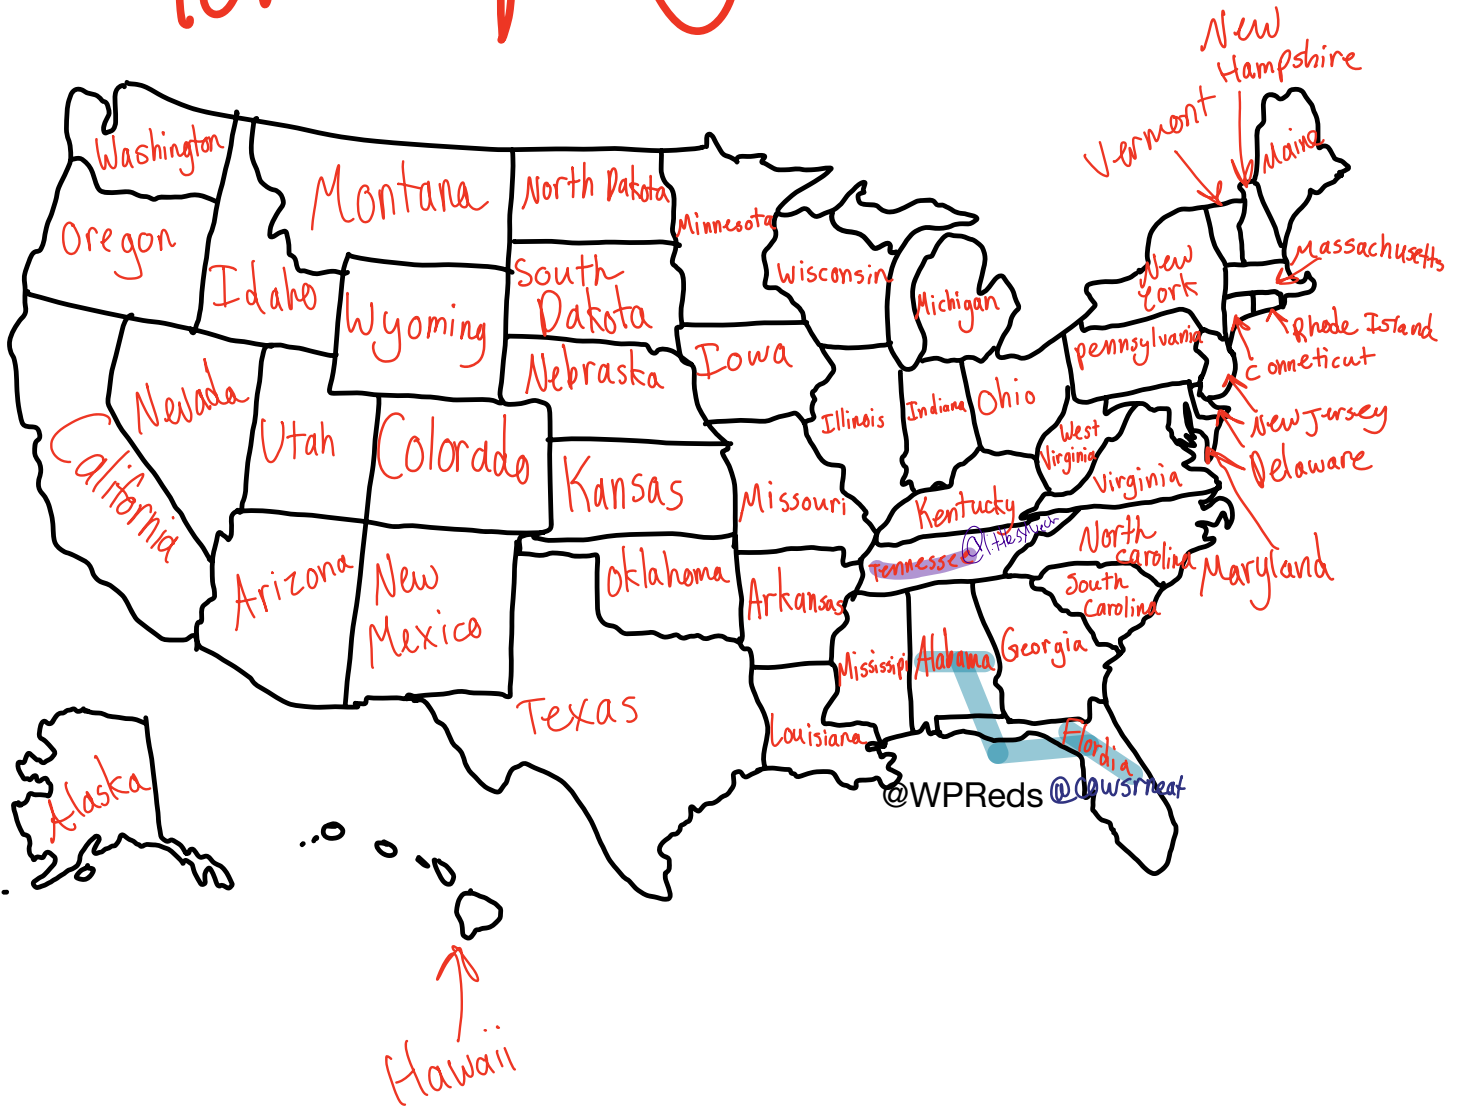 New
Hampshire
Vermont
Maine
Washington
Montana
North Dakota
Minnesota
Oregon
Idaho
Wyoming
South
Dakota
Wisconsin
Michigan
New
York
Massachusetts
Rhode Island
Conneticut
Pennsylvania
Nebraska
Iowa
Nevada
Utah
Colorado
California
Kansas
Missouri
Illinois
Indiana
Ohio
West
Virginia
Virginia
New Jersey
Delaware
Maryland
Kentucky
Tennessee
North
Carolina
South
Carolina
Arizona
New
Mexico
Oklahoma
Arkansas
Mississipi
Alabama
Georgia
Texas
Louisiana
Flordia
@WPReds
Alaska
Hawaii